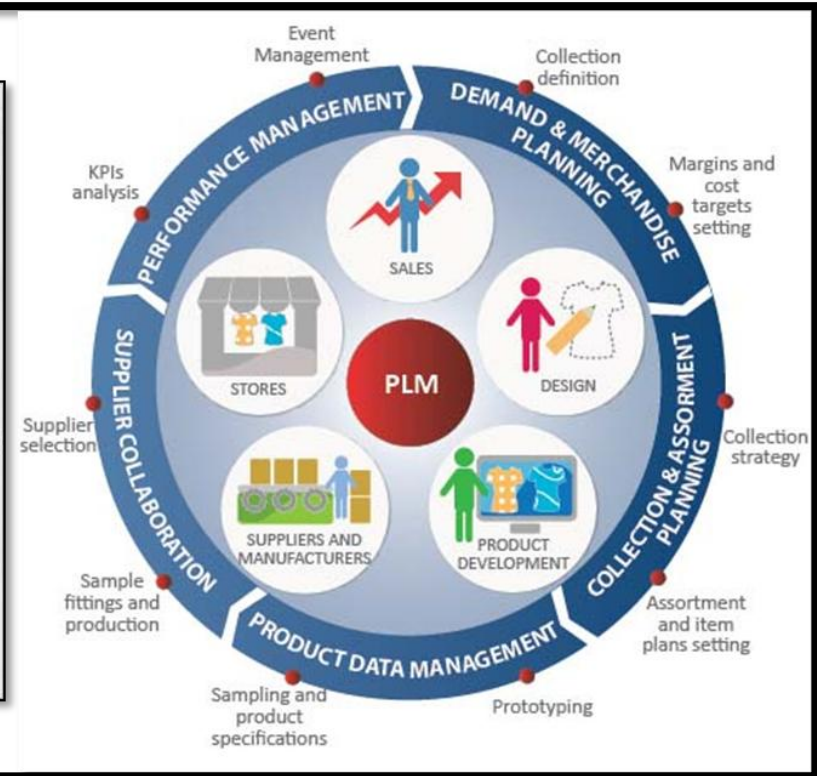 Event
Management
Collection
definition
PERFORMANCE MANAGEMENT
DEMAND & MERCHANDISE
PLANNING
KPIs
analysis
Margins and
cost
targets
setting
SALES
STORES
PLM
DESIGN
SUPPLIER COLLABORATION
COLLECTION & ASSORMENT
PLANNING
Supplier
selection
Collection
strategy
SUPPLIERS AND
MANUFACTURERS
PRODUCT
DEVELOPMENT
Sample
fittings and
production
Assortment
and item
plans setting
PRODUCT DATA MANAGEMENT
Sampling and
product
specifications
Prototyping